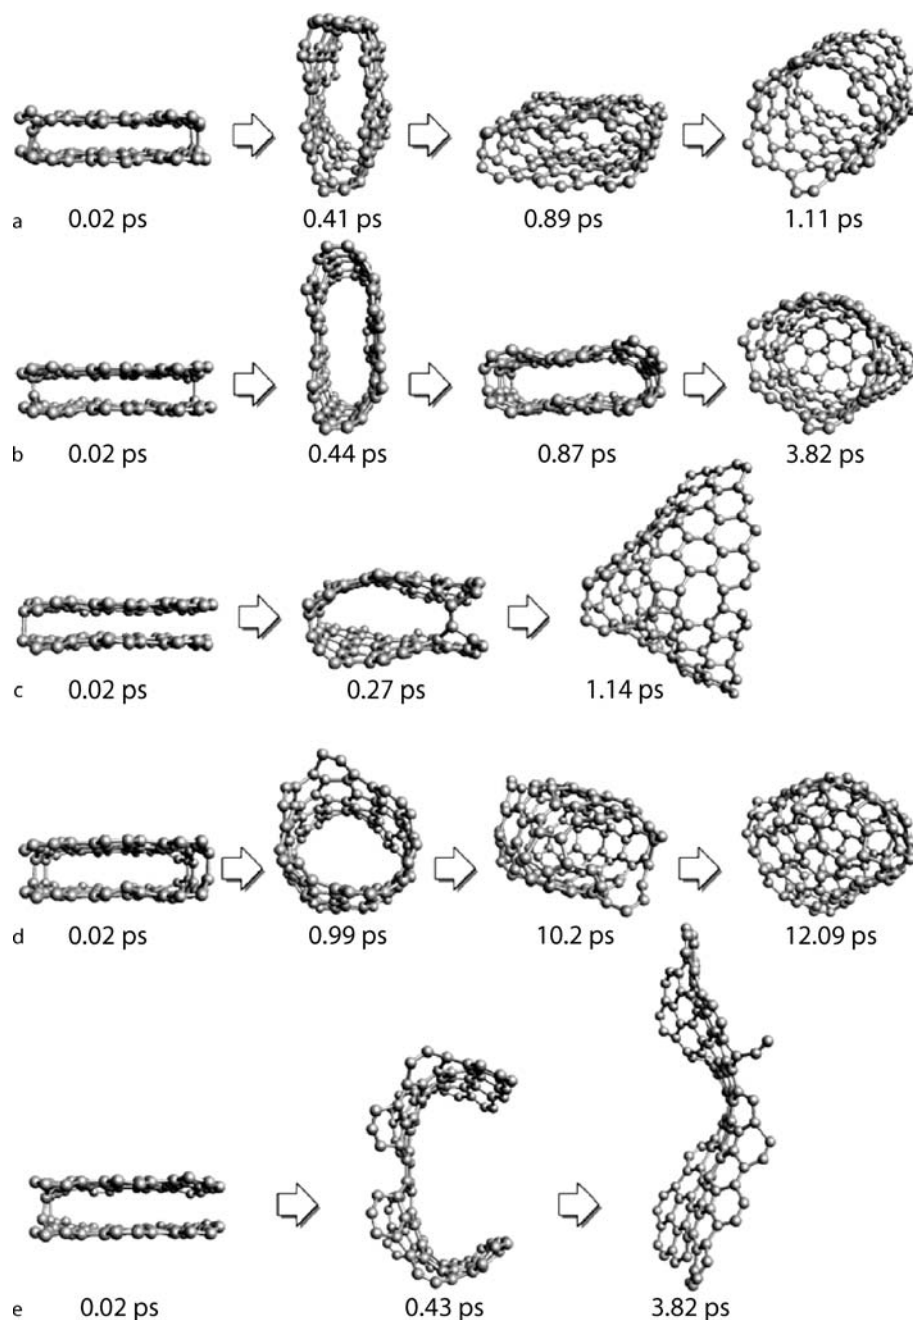 a 0.02 ps 0.41 ps 0.89 ps 1.11 ps
b 0.02 ps 0.44 ps 0.87 ps 3.82 ps
c 0.02 ps 0.27 ps 1.14 ps
d 0.02 ps 0.99 ps 10.2 ps 12.09 ps
e 0.02 ps 0.43 ps 3.82 ps